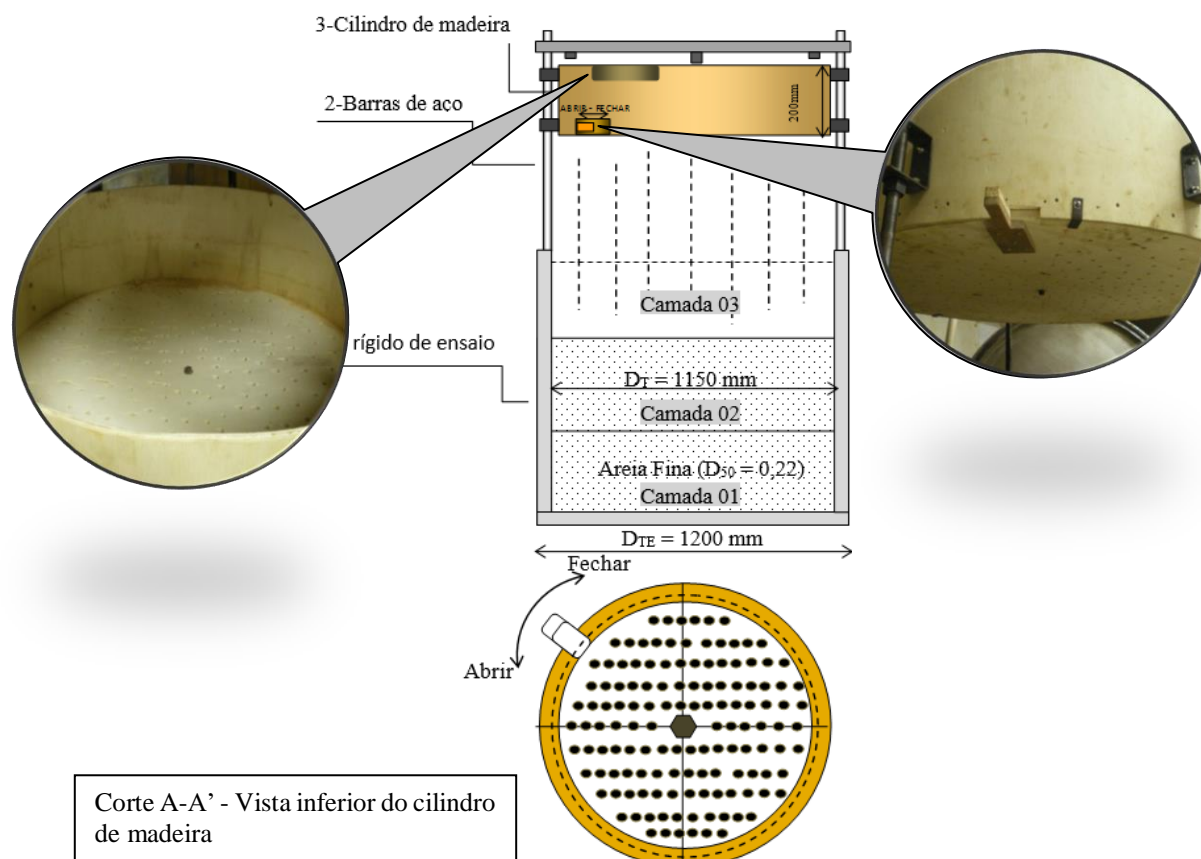 3-Cilindro de madeira
2-Barras de aço
ABRIR - FECHAR
200mm
Camada 03
rígido de ensaio
DT = 1150 mm
Camada 02
Areia Fina (D50 = 0,22)
Camada 01
DTE = 1200 mm
Fechar
Abrir
Corte A-A’ - Vista inferior do cilindro
de madeira